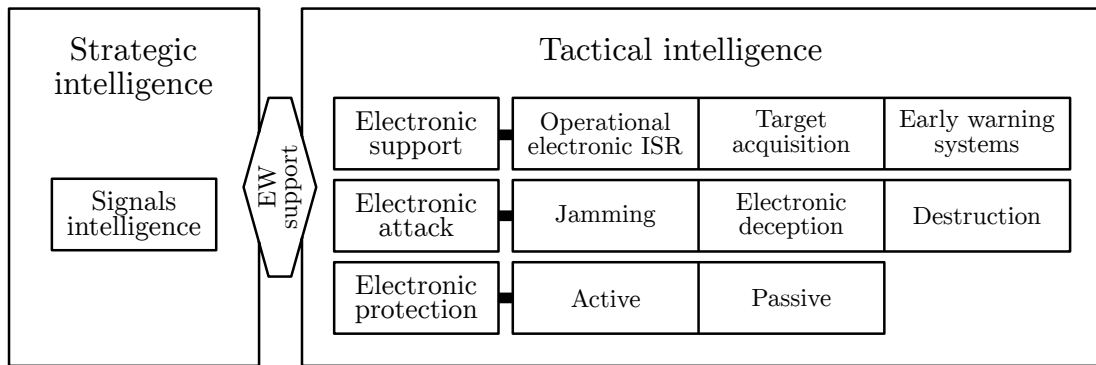 Strategic
intelligence
Signals
intelligence
EW
support
Tactical intelligence
Electronic
support
Operational
electronic ISR
Target
acquisition
Early warning
systems
Electronic
attack
Jamming
Electronic
deception
Destruction
Electronic
protection
Active
Passive